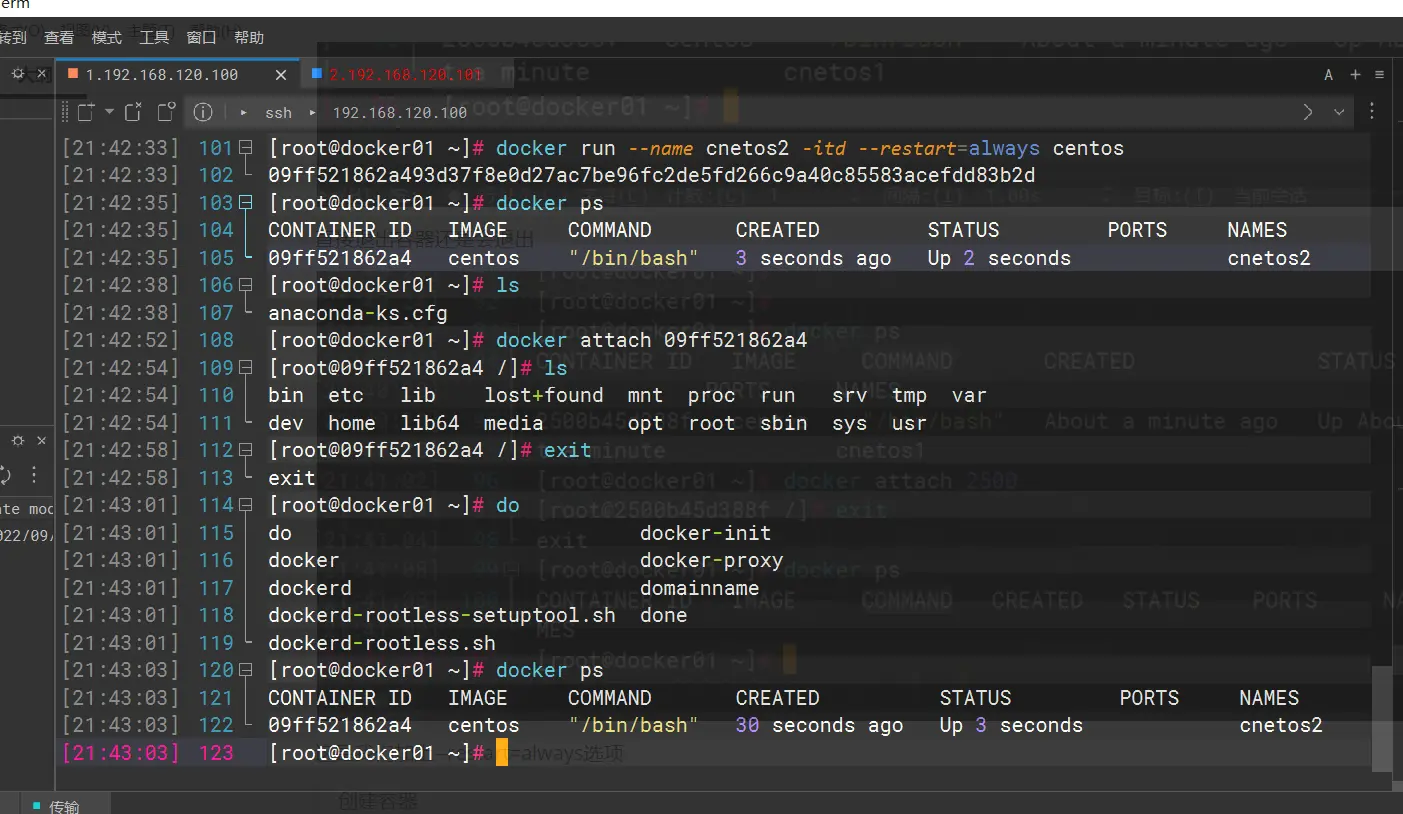 erm
转到 查看 模式 工具 窗口 帮助
1.192.168.120.100 2.192.168.120.101 A
ssh 192.168.120.100
[21:42:33] 101 [root@docker01 ~]# docker run --name cnetos2 -itd --restart=always centos
[21:42:33] 102 09ff521862a493d37f8e0d27ac7be96fc2de5fd266c9a40c85583acefdd83b2d
[21:42:35] 103 [root@docker01 ~]# docker ps
[21:42:35] 104 CONTAINER ID IMAGE COMMAND CREATED STATUS PORTS NAMES
[21:42:35] 105 09ff521862a4 centos "/bin/bash" 3 seconds ago Up 2 seconds cnetos2
[21:42:38] 106 [root@docker01 ~]# ls
[21:42:38] 107 anaconda-ks.cfg
[21:42:52] 108 [root@docker01 ~]# docker attach 09ff521862a4
[21:42:54] 109 [root@09ff521862a4 /]# ls
[21:42:54] 110 bin etc lib lost+found mnt proc run srv tmp var
[21:42:54] 111 dev home lib64 media opt root sbin sys usr
[21:42:58] 112 [root@09ff521862a4 /]# exit
[21:42:58] 113 exit
[21:43:01] 114 [root@docker01 ~]# do
[21:43:01] 115 do docker-init
[21:43:01] 116 docker docker-proxy
[21:43:01] 117 dockerd domainname
[21:43:01] 118 dockerd-rootless-setuptool.sh done
[21:43:01] 119 dockerd-rootless.sh
[21:43:03] 120 [root@docker01 ~]# docker ps
[21:43:03] 121 CONTAINER ID IMAGE COMMAND CREATED STATUS PORTS NAMES
[21:43:03] 122 09ff521862a4 centos "/bin/bash" 30 seconds ago Up 3 seconds cnetos2
[21:43:03] 123 [root@docker01 ~]#
=always选项
创建容器
传输